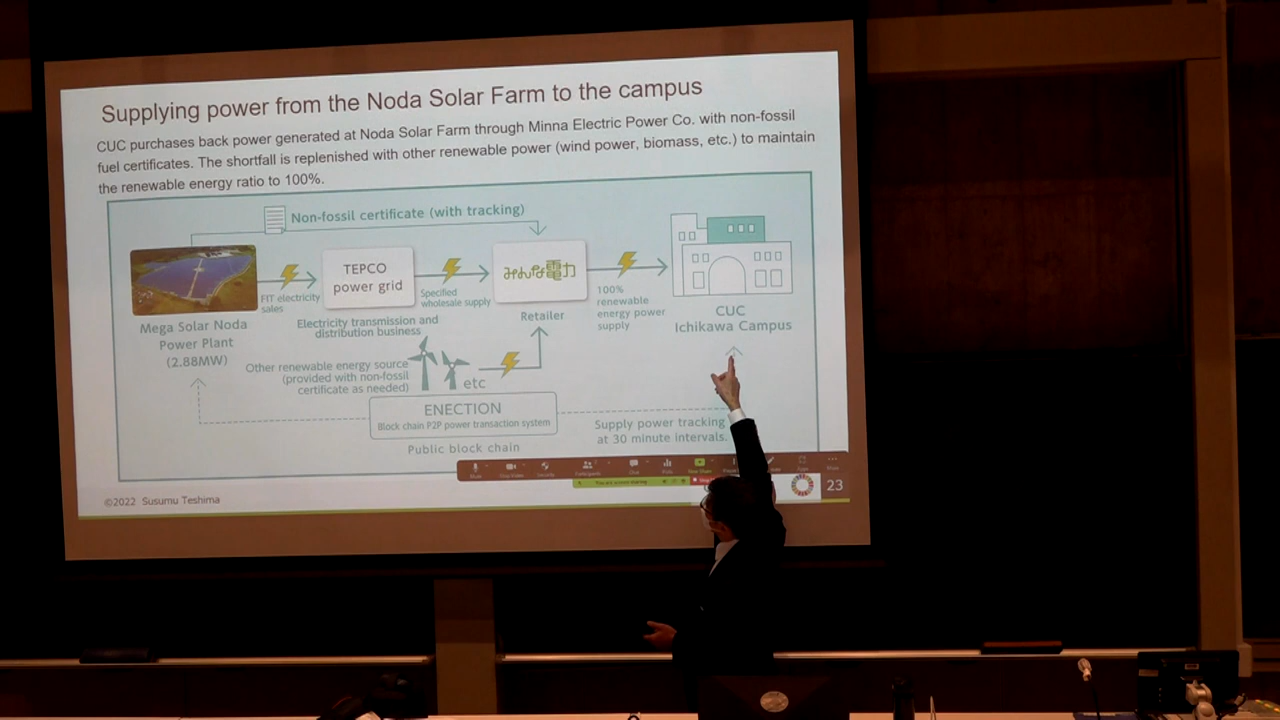 Supplying power from the Noda Solar Farm to the campus
CUC purchases back power generated at Noda Solar Farm through Minna Electric Power Co. with non-fossil
fuel certificates. The shortfall is replenished with other renewable power (wind power, biomass, etc.) to maintain
the renewable energy ratio to 100%.
Non-fossil certificate (with tracking)
TEPCO
power grid
みんな電力
FIT electricity
sales
Specified
wholesale supply
100%
renewable
energy power
supply
Mega Solar Noda
Power Plant
(2.88MW)
Electricity transmission and
distribution business
Retailer
CUC
Ichikawa Campus
Other renewable energy source
(provided with non-fossil
certificate as needed)
etc
ENECTION
Block chain P2P power transaction system
Public block chain
Supply power tracking
at 30 minute intervals.
©2022 Susumu Teshima
23